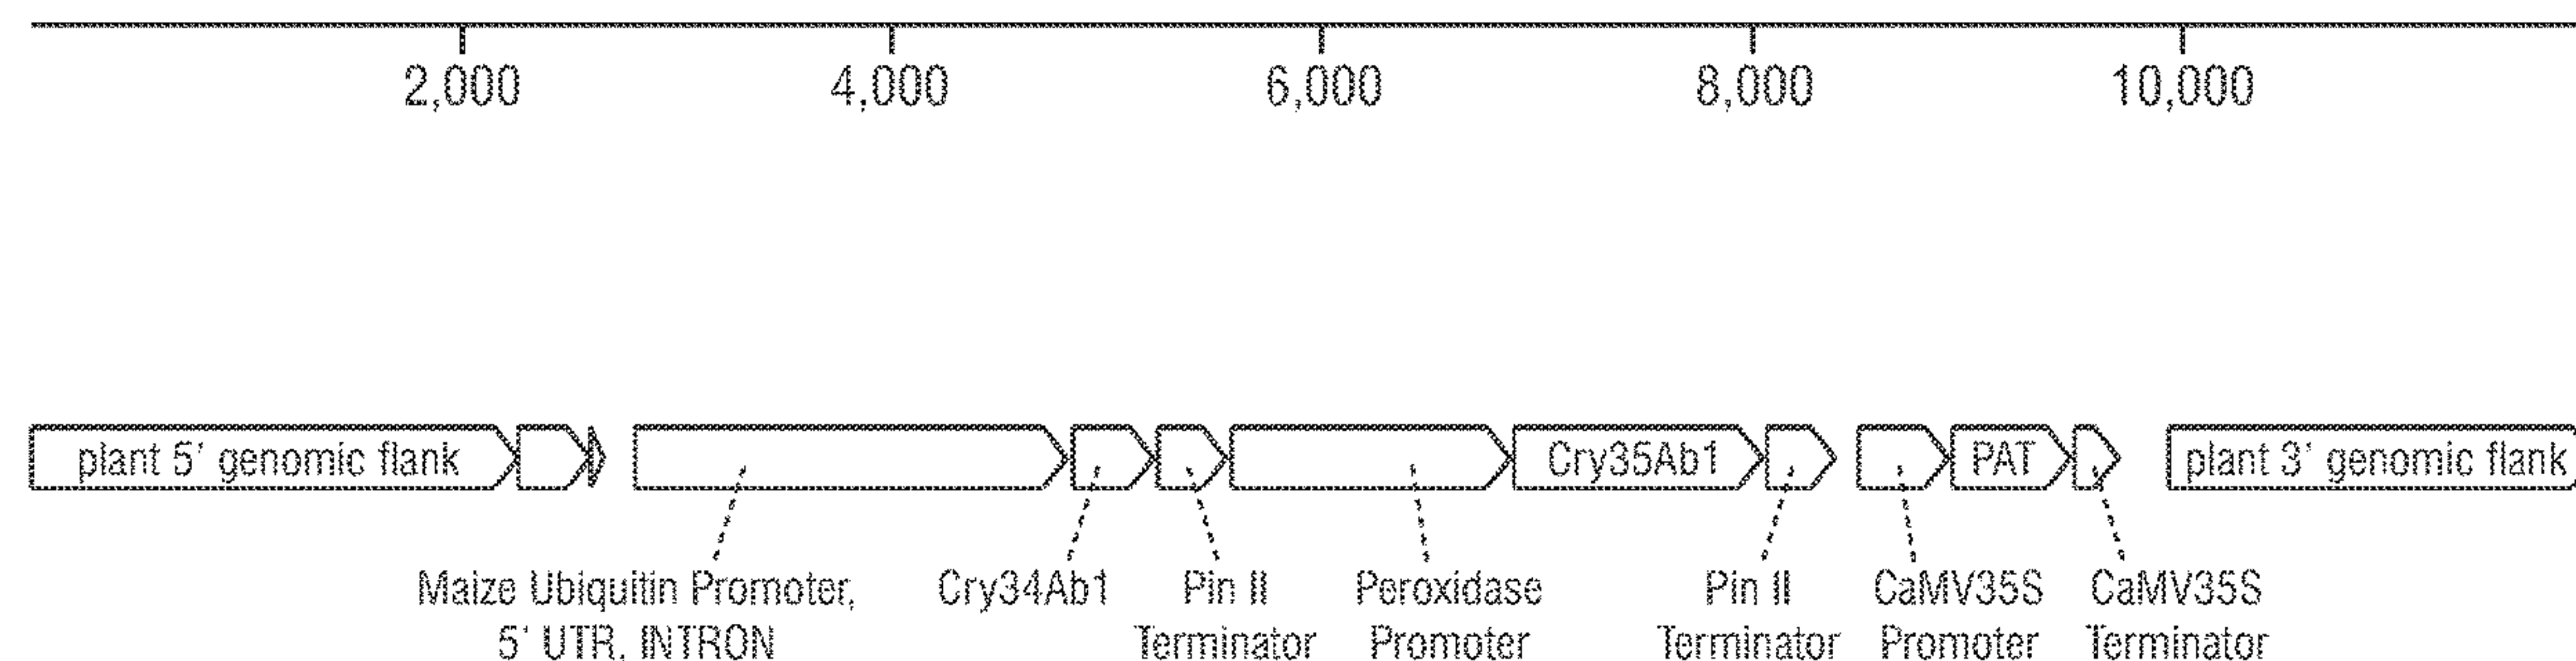 2,000 4,000 6,000 8,000 10,000
plant 5' genomic flank Cry35Ab1 PAT plant 3' genomic flank
Maize Ubiquitin Promoter, Cry34Ab1 Pin II Peroxidase Pin II CaMV35S CaMV35S
5' UTR, INTRON Terminator Promoter Terminator Promoter Terminator